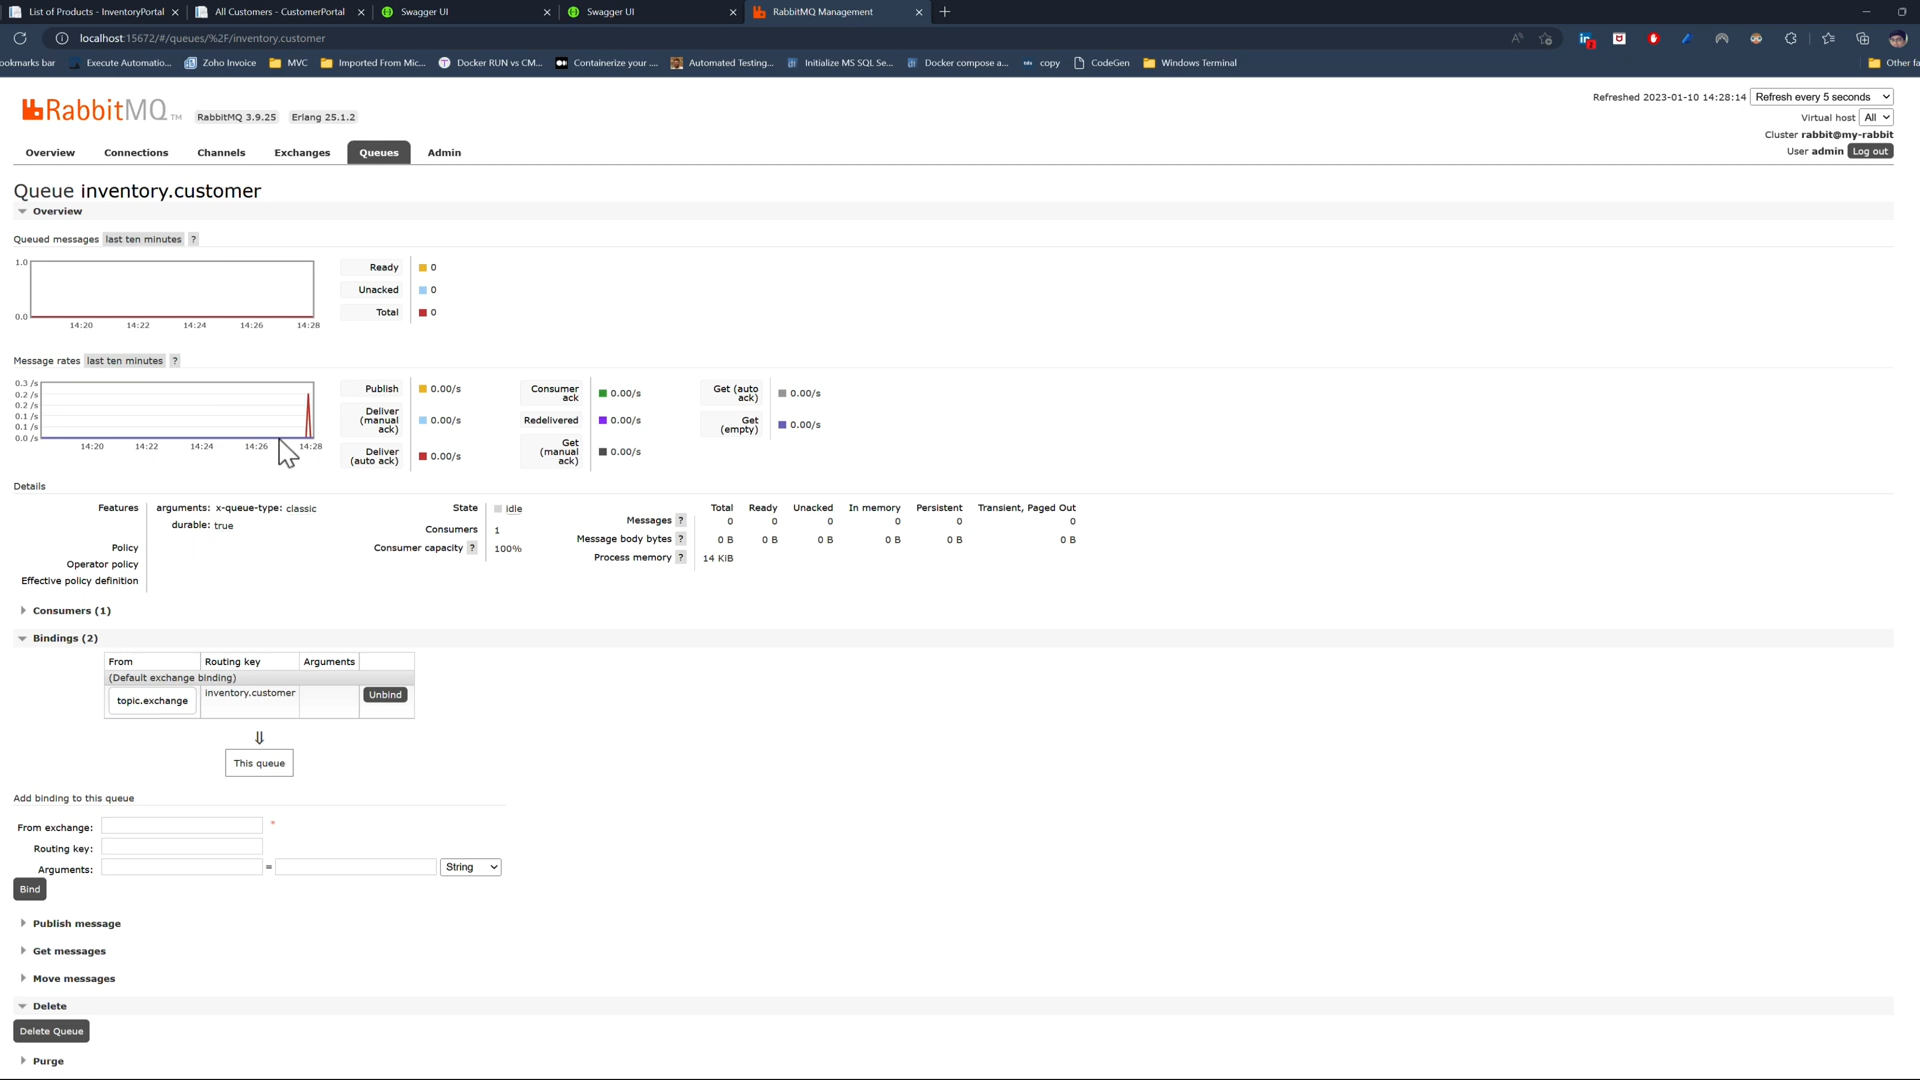 List of Products - InventoryPortal
All Customers - CustomerPortal
Swagger UI
Swagger UI
RabbitMQ Management
localhost:15672/#/queues/%2F/inventory.customer
ookmarks bar
Execute Automatio...
Zoho Invoice
MVC
Imported From Mic...
Docker RUN vs CM...
Containerize your ....
Automated Testing...
Initialize MS SQL Se...
Docker compose a...
copy
CodeGen
Windows Terminal
Other fa
RabbitMQ TM
RabbitMQ 3.9.25
Erlang 25.1.2
Refreshed 2023-01-10 14:28:14
Refresh every 5 seconds
Virtual host All
Cluster rabbit@my-rabbit
User admin Log out
Overview
Connections
Channels
Exchanges
Queues
Admin
Queue inventory.customer
Overview
Queued messages last ten minutes ?
1.0
0.0
14:20 14:22 14:24 14:26 14:28
Ready 0
Unacked 0
Total 0
Message rates last ten minutes ?
0.3 /s
0.2 /s
0.2 /s
0.1 /s
0.1 /s
0.0 /s
14:20 14:22 14:24 14:26 14:28
Publish 0.00/s
Deliver
(manual 0.00/s
ack)
Deliver
(auto ack) 0.00/s
Consumer
ack 0.00/s
Redelivered 0.00/s
Get
(manual 0.00/s
ack)
Get (auto
ack) 0.00/s
Get
(empty) 0.00/s
Details
Features arguments: x-queue-type: classic
durable: true
Policy
Operator policy
Effective policy definition
State idle
Consumers 1
Consumer capacity ? 100%
Total Ready Unacked In memory Persistent Transient, Paged Out
Messages ? 0 0 0 0 0 0
Message body bytes ? 0 B 0 B 0 B 0 B 0 B 0 B
Process memory ? 14 KiB
Consumers (1)
Bindings (2)
From Routing key Arguments
(Default exchange binding)
topic.exchange inventory.customer Unbind
⇓
This queue
Add binding to this queue
From exchange: *
Routing key:
Arguments: = String
Bind
Publish message
Get messages
Move messages
Delete
Delete Queue
Purge